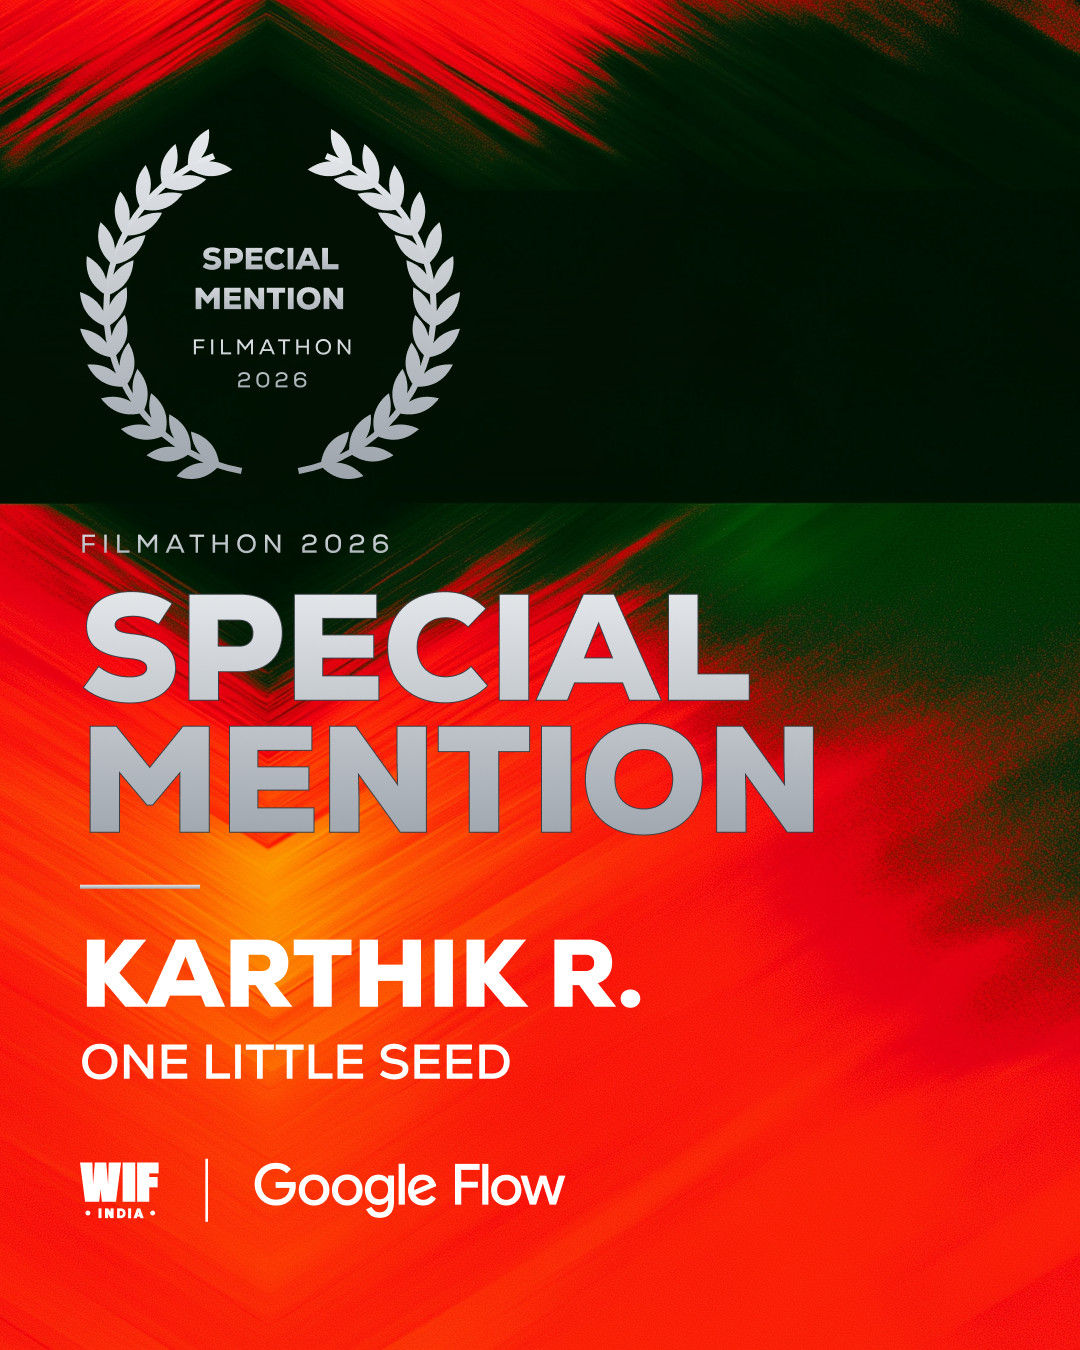 SPECIAL
MENTION
FILMATHON
2026
FILMATHON 2026
SPECIAL
MENTION
KARTHIK R.
ONE LITTLE SEED
WIF
• INDIA •
Google Flow